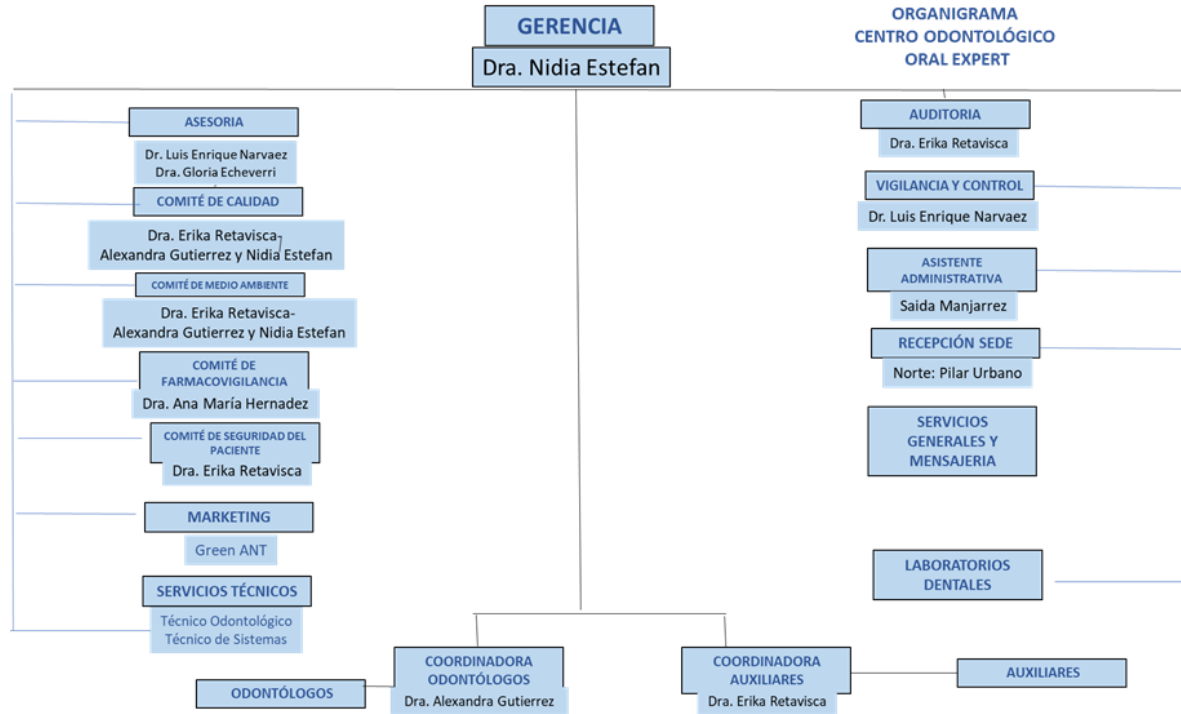 GERENCIA
Dra. Nidia Estefan
ORGANIGRAMA
CENTRO ODONTOLÓGICO
ORAL EXPERT
ASESORIA
Dr. Luis Enrique Narvaez
Dra. Gloria Echeverri
COMITÉ DE CALIDAD
Dra. Erika Retavisca-
Alexandra Gutierrez y Nidia Estefan
COMITÉ DE MEDIO AMBIENTE
Dra. Erika Retavisca-
Alexandra Gutierrez y Nidia Estefan
COMITÉ DE
FARMACOVIGILANCIA
Dra. Ana María Hernadez
COMITÉ DE SEGURIDAD DEL
PACIENTE
Dra. Erika Retavisca
MARKETING
Green ANT
SERVICIOS TÉCNICOS
Técnico Odontológico
Técnico de Sistemas
AUDITORIA
Dra. Erika Retavisca
VIGILANCIA Y CONTROL
Dr. Luis Enrique Narvaez
ASISTENTE
ADMINISTRATIVA
Saida Manjarrez
RECEPCIÓN SEDE
Norte: Pilar Urbano
SERVICIOS
GENERALES Y
MENSAJERIA
LABORATORIOS
DENTALES
ODONTÓLOGOS
COORDINADORA
ODONTÓLOGOS
Dra. Alexandra Gutierrez
COORDINADORA
AUXILIARES
Dra. Erika Retavisca
AUXILIARES